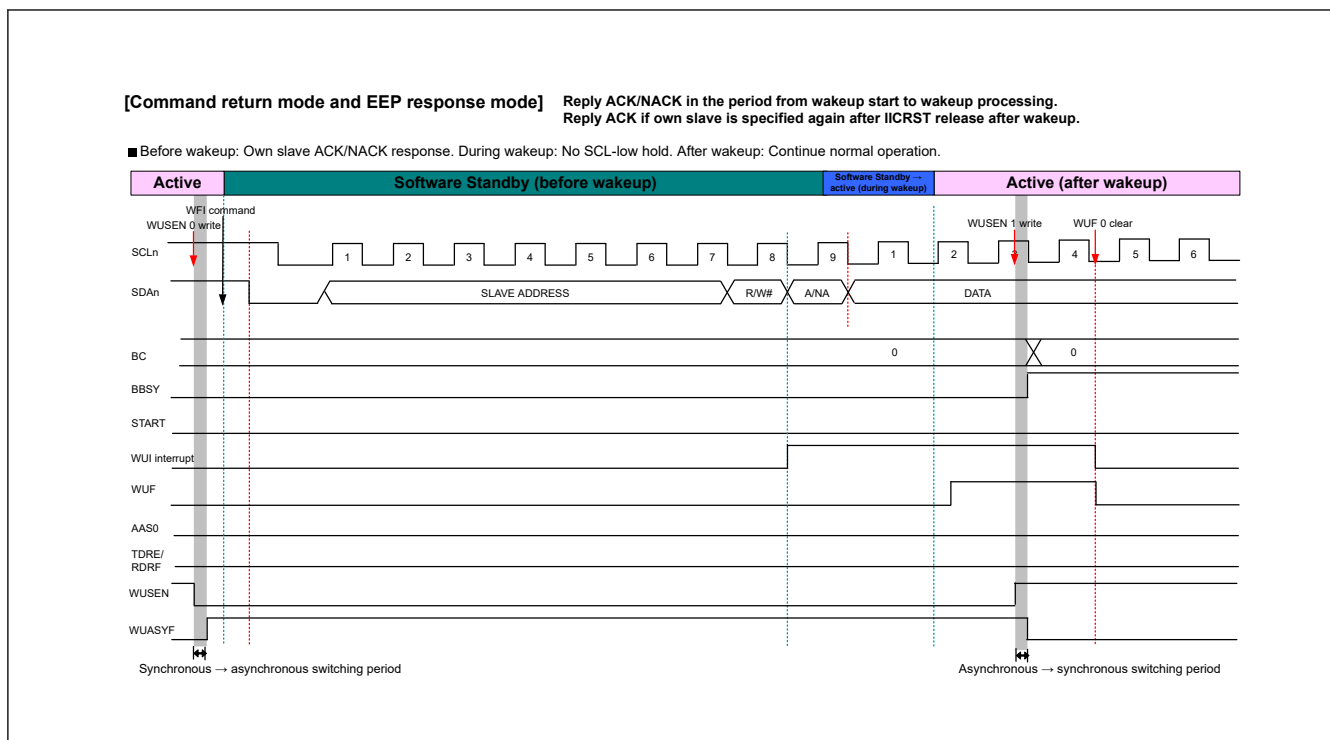 [Command return mode and EEP response mode] Reply ACK/NACK in the period from wakeup start to wakeup processing.
Reply ACK if own slave is specified again after IICRST release after wakeup.
■ Before wakeup: Own slave ACK/NACK response. During wakeup: No SCL-low hold. After wakeup: Continue normal operation.
Active
Software Standby (before wakeup)
Software Standby →
active (during wakeup)
Active (after wakeup)
WFI command
WUSEN 0 write
WUSEN 1 write
WUF 0 clear
SCLn
1 2 3 4 5 6 7 8 9 1 2 3 4 5 6
SDAn
SLAVE ADDRESS
R/W#
A/NA
DATA
BC
0
0
BBSY
START
WUI interrupt
WUF
AAS0
TDRE/
RDRF
WUSEN
WUASYF
Synchronous → asynchronous switching period
Asynchronous → synchronous switching period